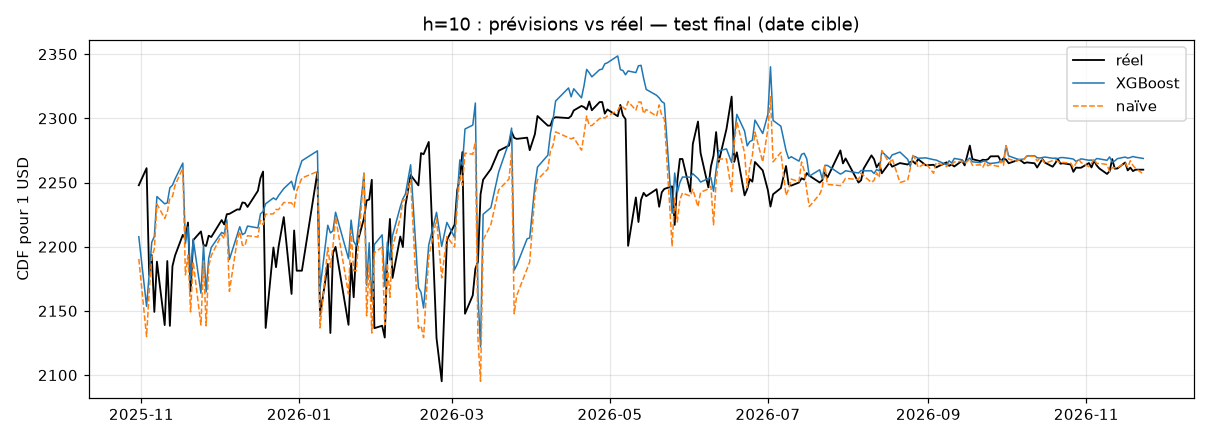 h=10 : prévisions vs réel — test final (date cible)
CDF pour 1 USD
2350
2300
2250
2200
2150
2100
réel
XGBoost
naïve
2025-11
2026-01
2026-03
2026-05
2026-07
2026-09
2026-11